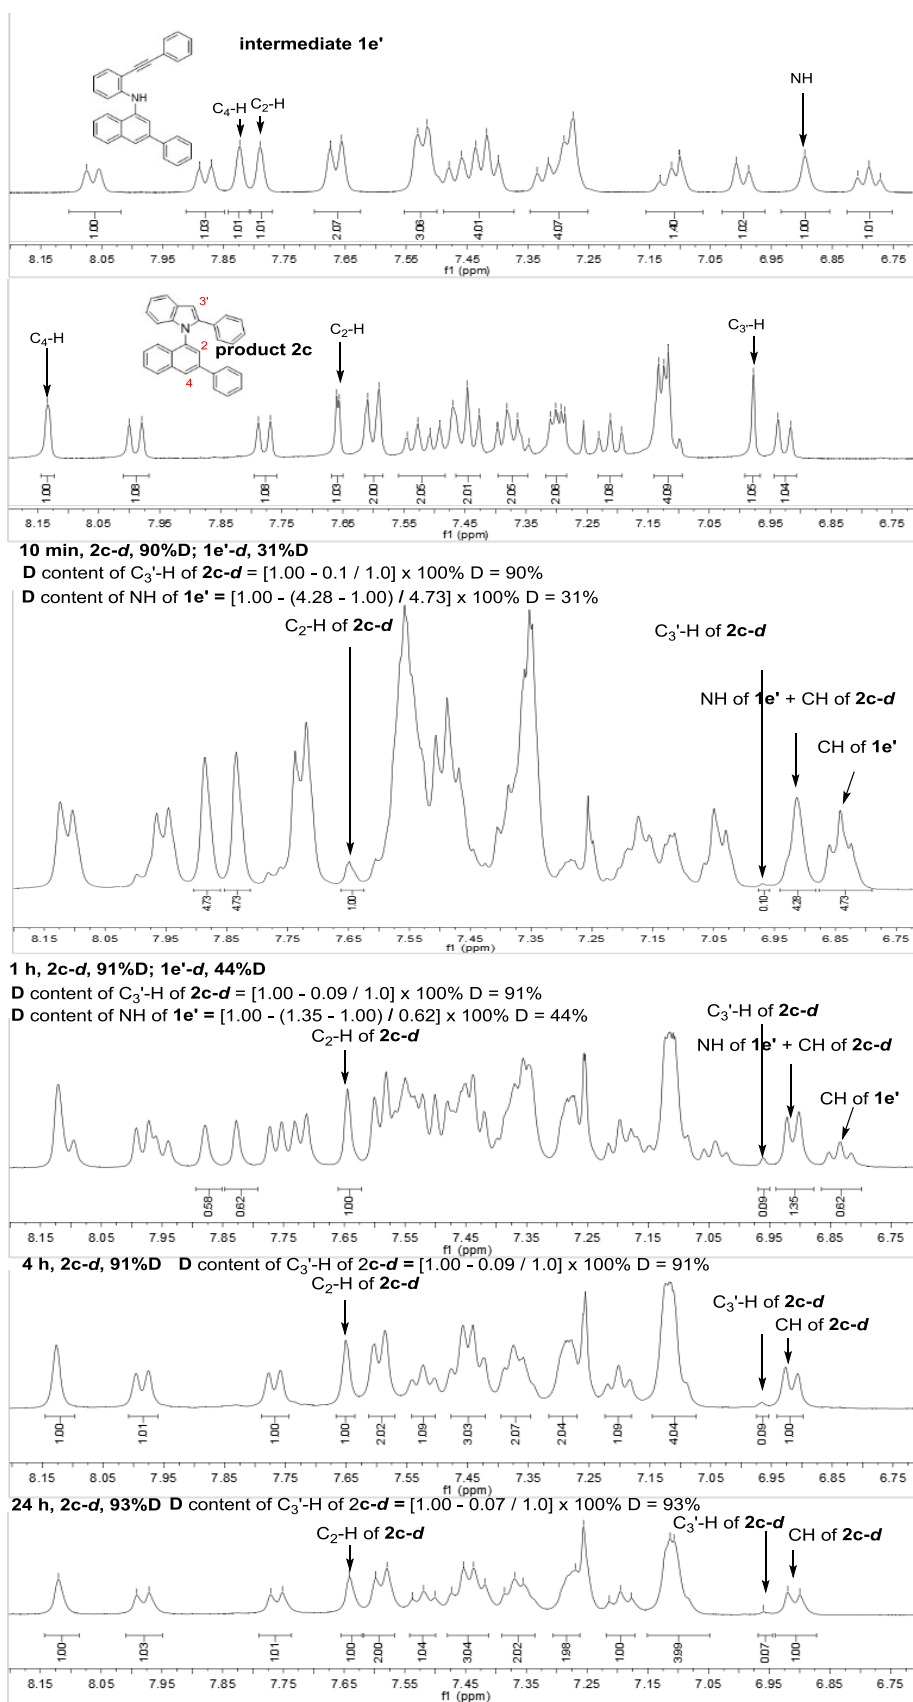 intermediate 1e'
NH
C4-H C2-H
NH
1.00 1.03 1.01 1.01 2.07 3.06 4.01 4.07 1.40 1.02 1.00 1.01
8.15 8.05 7.95 7.85 7.75 7.65 7.55 7.45 7.35 7.25 7.15 7.05 6.95 6.85 6.75
f1 (ppm)
3'
N
C4-H
2 product 2c
4
C2-H
C3-H
1.00 1.08 1.08 1.03 2.00 2.05 2.01 2.05 2.06 1.08 4.09 1.05 1.04
8.15 8.05 7.95 7.85 7.75 7.65 7.55 7.45 7.35 7.25 7.15 7.05 6.95 6.85 6.75
f1 (ppm)
10 min, 2c-d, 90%D; 1e'-d, 31%D
D content of C3'-H of 2c-d = [1.00 - 0.1 / 1.0] x 100% D = 90%
D content of NH of 1e' = [1.00 - (4.28 - 1.00) / 4.73] x 100% D = 31%
C2-H of 2c-d
C3'-H of 2c-d
NH of 1e' + CH of 2c-d
CH of 1e'
4.73 4.73 1.00 0.10 4.28 4.73
8.15 8.05 7.95 7.85 7.75 7.65 7.55 7.45 7.35 7.25 7.15 7.05 6.95 6.85 6.75
f1 (ppm)
1 h, 2c-d, 91%D; 1e'-d, 44%D
D content of C3'-H of 2c-d = [1.00 - 0.09 / 1.0] x 100% D = 91%
D content of NH of 1e' = [1.00 - (1.35 - 1.00) / 0.62] x 100% D = 44%
C2-H of 2c-d
C3'-H of 2c-d
NH of 1e' + CH of 2c-d
CH of 1e'
0.58 0.62 1.00 0.09 1.35 0.62
8.15 8.05 7.95 7.85 7.75 7.65 7.55 7.45 7.35 7.25 7.15 7.05 6.95 6.85 6.75
f1 (ppm)
4 h, 2c-d, 91%D D content of C3'-H of 2c-d = [1.00 - 0.09 / 1.0] x 100% D = 91%
C2-H of 2c-d
C3'-H of 2c-d
CH of 2c-d
1.00 1.01 1.00 1.00 2.02 1.09 3.03 2.07 2.04 1.09 4.04 0.09 1.00
8.15 8.05 7.95 7.85 7.75 7.65 7.55 7.45 7.35 7.25 7.15 7.05 6.95 6.85 6.75
f1 (ppm)
24 h, 2c-d, 93%D D content of C3'-H of 2c-d = [1.00 - 0.07 / 1.0] x 100% D = 93%
C2-H of 2c-d
C3'-H of 2c-d
CH of 2c-d
1.00 1.03 1.01 1.00 2.00 1.04 3.04 2.02 1.98 1.00 3.99 0.07 1.00
8.15 8.05 7.95 7.85 7.75 7.65 7.55 7.45 7.35 7.25 7.15 7.05 6.95 6.85 6.75
f1 (ppm)